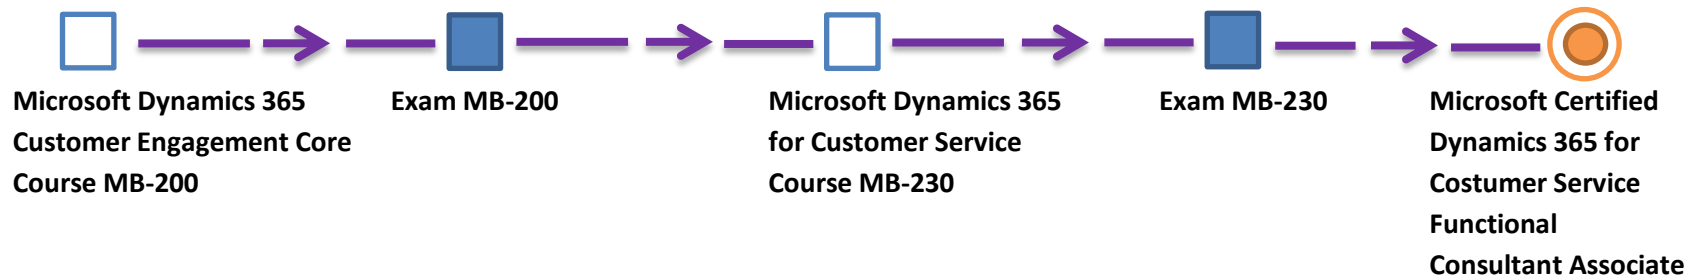 Microsoft Dynamics 365
Customer Engagement Core
Course MB-200
Exam MB-200
Microsoft Dynamics 365
for Customer Service
Course MB-230
Exam MB-230
Microsoft Certified
Dynamics 365 for
Costumer Service
Functional
Consultant Associate